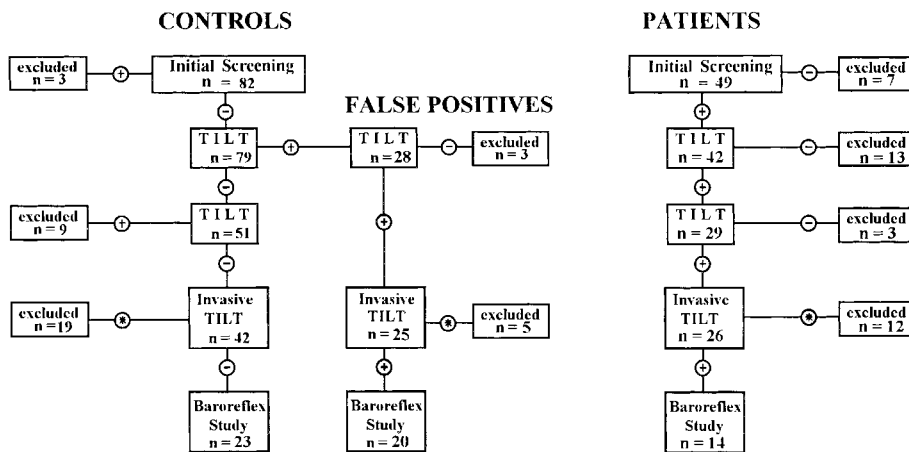 CONTROLS
PATIENTS
excluded
n = 3
+
Initial Screening
n = 82
Initial Screening
n = 49
−
excluded
n = 7
−
+
FALSE POSITIVES
TILT
n = 79
+
TILT
n = 28
−
excluded
n = 3
TILT
n = 42
−
excluded
n = 13
−
+
excluded
n = 9
+
TILT
n = 51
+
TILT
n = 29
−
excluded
n = 3
−
+
excluded
n = 19
*
Invasive
TILT
n = 42
Invasive
TILT
n = 25
*
excluded
n = 5
Invasive
TILT
n = 26
*
excluded
n = 12
−
+
+
Baroreflex
Study
n = 23
Baroreflex
Study
n = 20
Baroreflex
Study
n = 14